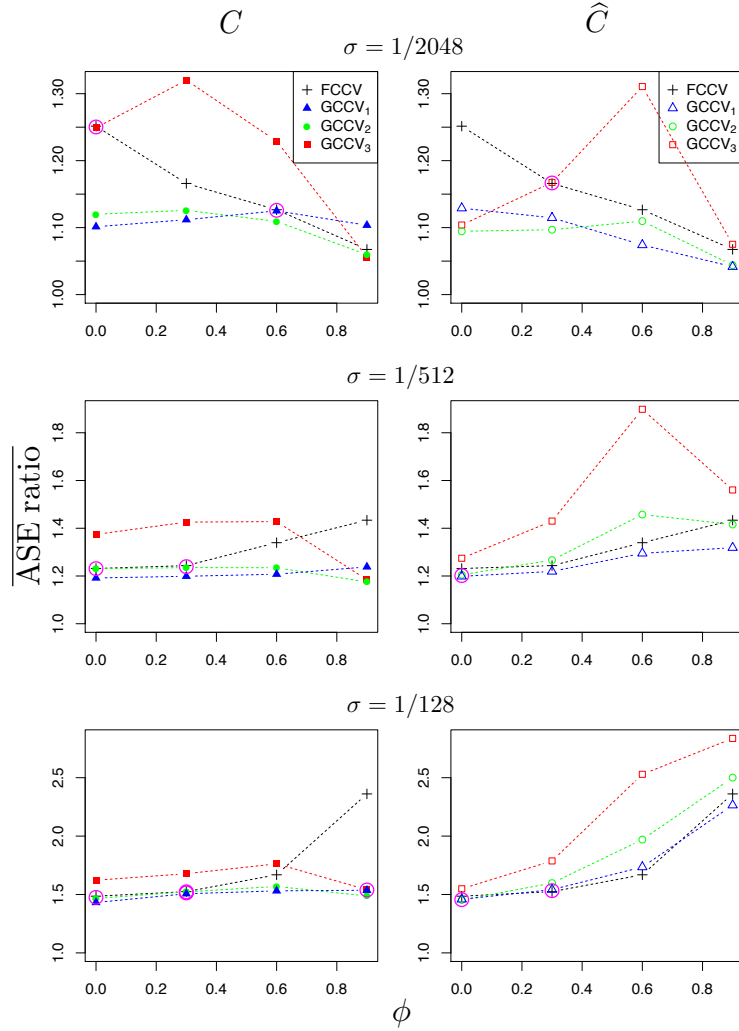 C
Ĉ
σ = 1/2048
1.00 1.10 1.20 1.30
FCCV
GCCV₁
GCCV₂
GCCV₃
0.0 0.2 0.4 0.6 0.8
1.00 1.10 1.20 1.30
FCCV
GCCV₁
GCCV₂
GCCV₃
0.0 0.2 0.4 0.6 0.8
σ = 1/512
ASE ratio
1.0 1.2 1.4 1.6 1.8
0.0 0.2 0.4 0.6 0.8
1.0 1.2 1.4 1.6 1.8
0.0 0.2 0.4 0.6 0.8
σ = 1/128
1.0 1.5 2.0 2.5
0.0 0.2 0.4 0.6 0.8
1.0 1.5 2.0 2.5
0.0 0.2 0.4 0.6 0.8
ϕ